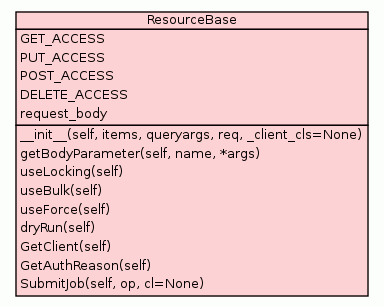 ResourceBase
GET_ACCESS
PUT_ACCESS
POST_ACCESS
DELETE_ACCESS
request_body
__init__(self, items, queryargs, req, _client_cls=None)
getBodyParameter(self, name, *args)
useLocking(self)
useBulk(self)
useForce(self)
dryRun(self)
GetClient(self)
GetAuthReason(self)
SubmitJob(self, op, cl=None)